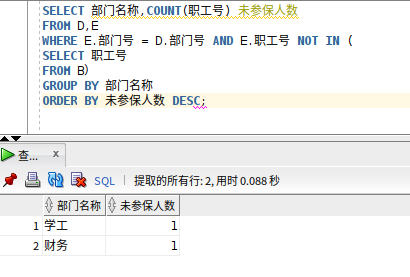 SELECT 部门名称,COUNT(职工号) 未参保人数
FROM D,E
WHERE E.部门号 = D.部门号 AND E.职工号 NOT IN (
SELECT 职工号
FROM B)
GROUP BY 部门名称
ORDER BY 未参保人数 DESC;
查... x
SQL | 提取的所有行: 2, 用时 0.088 秒
部门名称 未参保人数
1 学工 1
2 财务 1